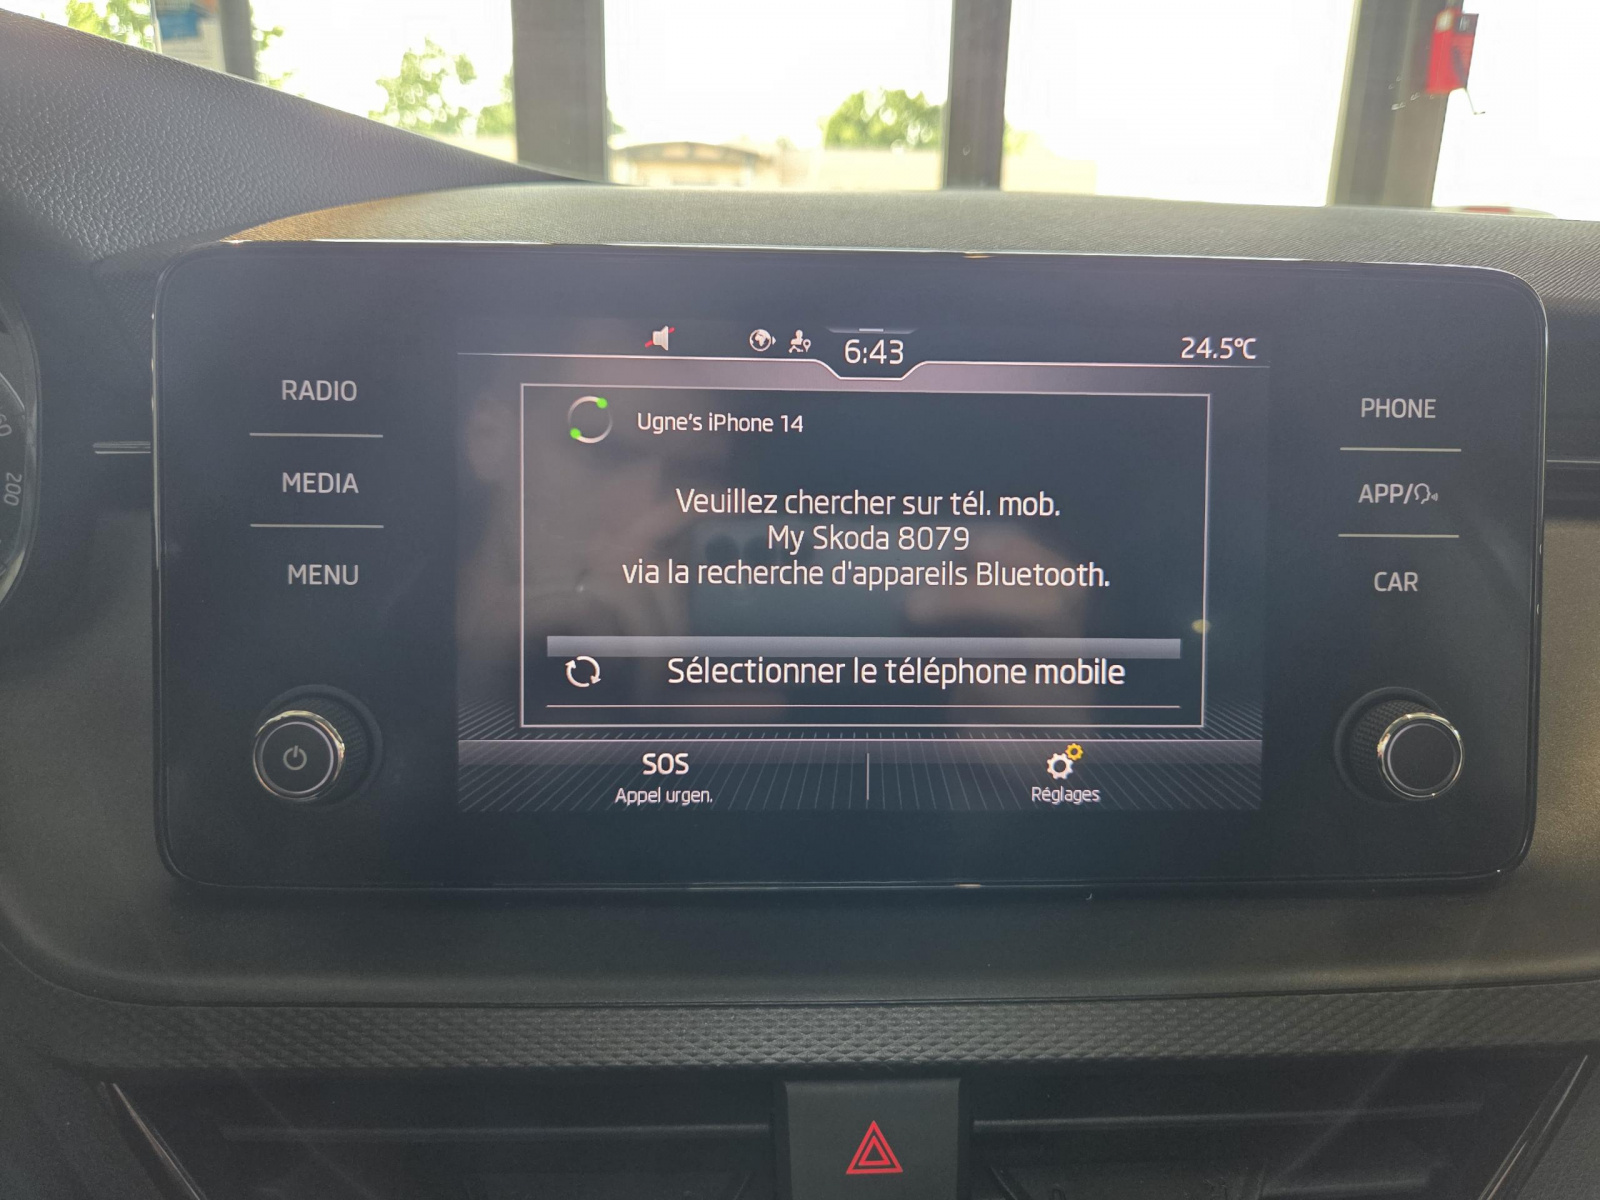 6:43
24.5°C
RADIO
MEDIA
MENU
Ugne's iPhone 14
Veuillez chercher sur tél. mob.
My Skoda 8079
via la recherche d'appareils Bluetooth.
Sélectionner le téléphone mobile
SOS
Appel urgen.
Réglages
PHONE
APP/
CAR
200